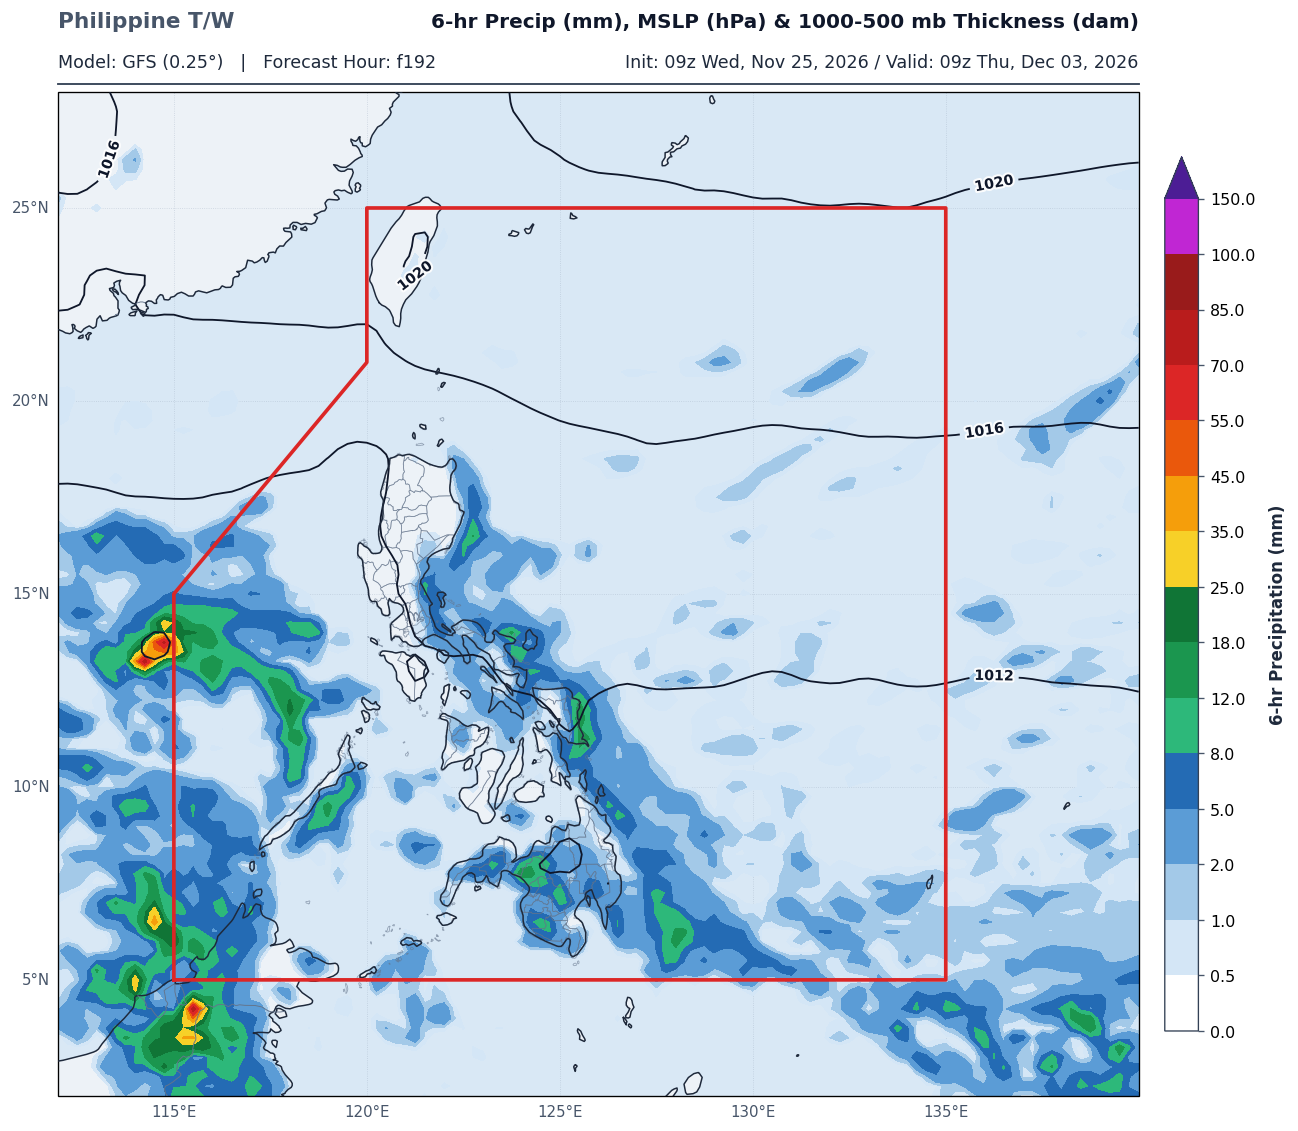 Philippine T/W
6-hr Precip (mm), MSLP (hPa) & 1000-500 mb Thickness (dam)
Model: GFS (0.25°) | Forecast Hour: f192
Init: 09z Wed, Nov 25, 2026 / Valid: 09z Thu, Dec 03, 2026
1016
1020
1020
1016
1012
25°N
20°N
15°N
10°N
5°N
115°E
120°E
125°E
130°E
135°E
150.0
100.0
85.0
70.0
55.0
45.0
35.0
25.0
18.0
12.0
8.0
5.0
2.0
1.0
0.5
0.0
6-hr Precipitation (mm)